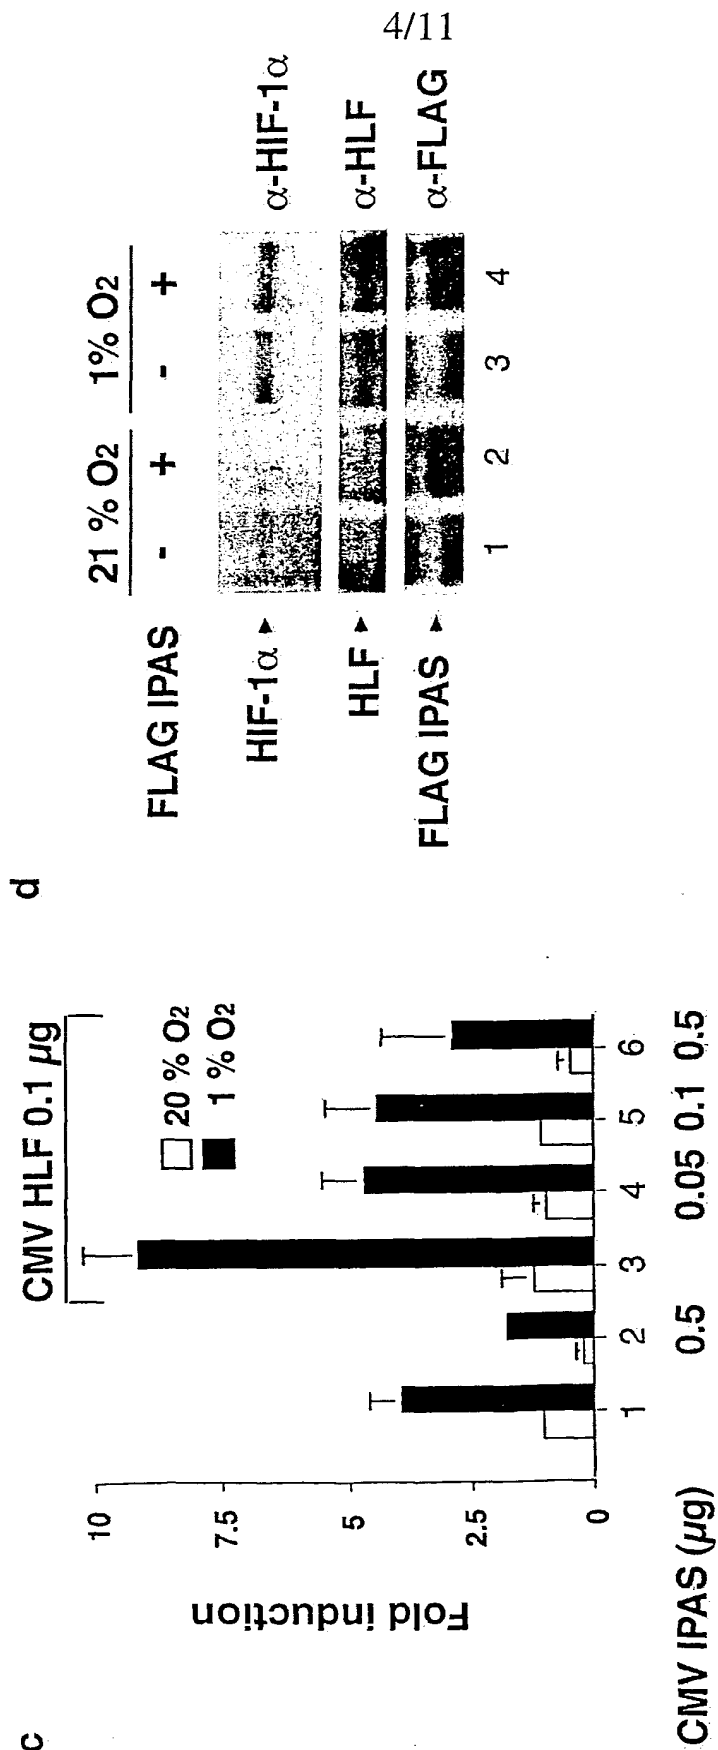 4/11
c
Fold induction
10
7.5
5
2.5
0
CMV HLF 0.1 µg
20 % O2
1 % O2
1 2 3 4 5 6
CMV IPAS (µg) 0.5 0.05 0.1 0.5
d
21 % O2 1% O2
FLAG IPAS - + - +
HIF-1α α-HIF-1α
HLF α-HLF
FLAG IPAS α-FLAG
1 2 3 4